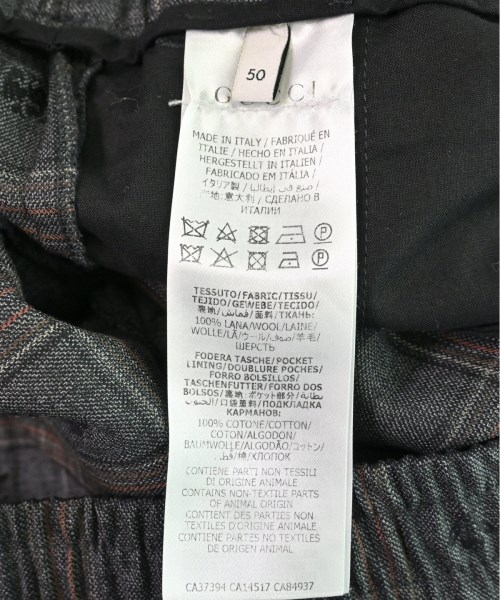 50
GUCCI
MADE IN ITALY / FABRIQUÉ EN
ITALIE / HECHO EN ITALIA /
HERGESTELLT IN ITALIEN /
FABRICADO EM ITÁLIA /
イタリア製 / صنع في إيطاليا /
地:意大利 / СДЕЛАНО В
ИТАЛИИ
P
P
TESSUTO/FABRIC/TISSU/
TEJIDO/GEWEBE/TECIDO/
表地/قماش/面料/ТКАНЬ:
100% LANA/WOOL/LAINE/
WOLLE/LÃ/ウール/صوف/羊毛/
ШЕРСТЬ
FODERA TASCHE/POCKET
LINING/DOUBLURE POCHES/
FORRO BOLSILLOS/
TASCHENFUTTER/FORRO DOS
BOLSOS/裏地:ポケット部分/بطانة
الجيوب/口袋里料/ПОДКЛАДКА
КАРМАНОВ:
100% COTONE/COTTON/
COTON/ALGODON/
BAUMWOLLE/ALGODÃO/コットン/
قطن/棉/ХЛОПОК
CONTIENE PARTI NON TESSILI
DI ORIGINE ANIMALE
CONTAINS NON-TEXTILE PARTS
OF ANIMAL ORIGIN
CONTIENT DES PARTIES NON
TEXTILES D'ORIGINE ANIMALE
CONTIENE PARTES NO TEXTILES
DE ORIGEN ANIMAL
CA37394 CA14517 CA84937